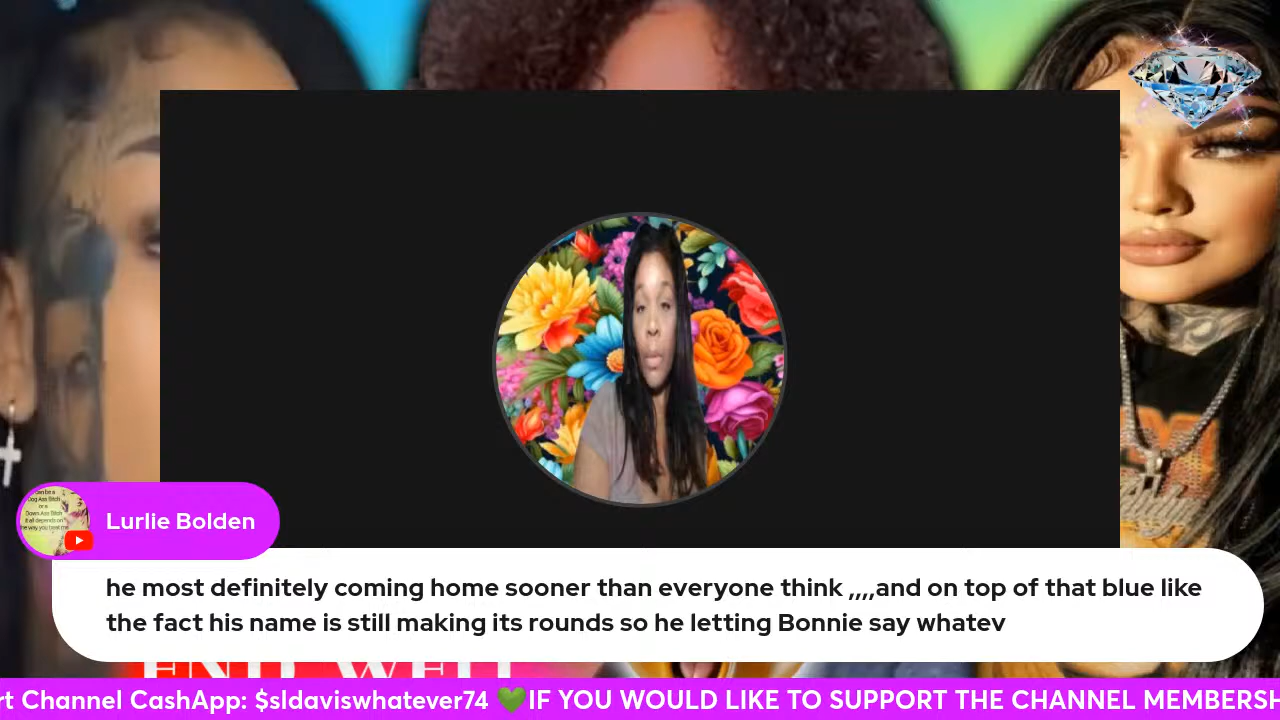 Lurlie Bolden
he most definitely coming home sooner than everyone think ,,,,and on top of that blue like
the fact his name is still making its rounds so he letting Bonnie say whatev
END WELL
rt Channel CashApp: $sldaviswhatever74 💚IF YOU WOULD LIKE TO SUPPORT THE CHANNEL MEMBERSH